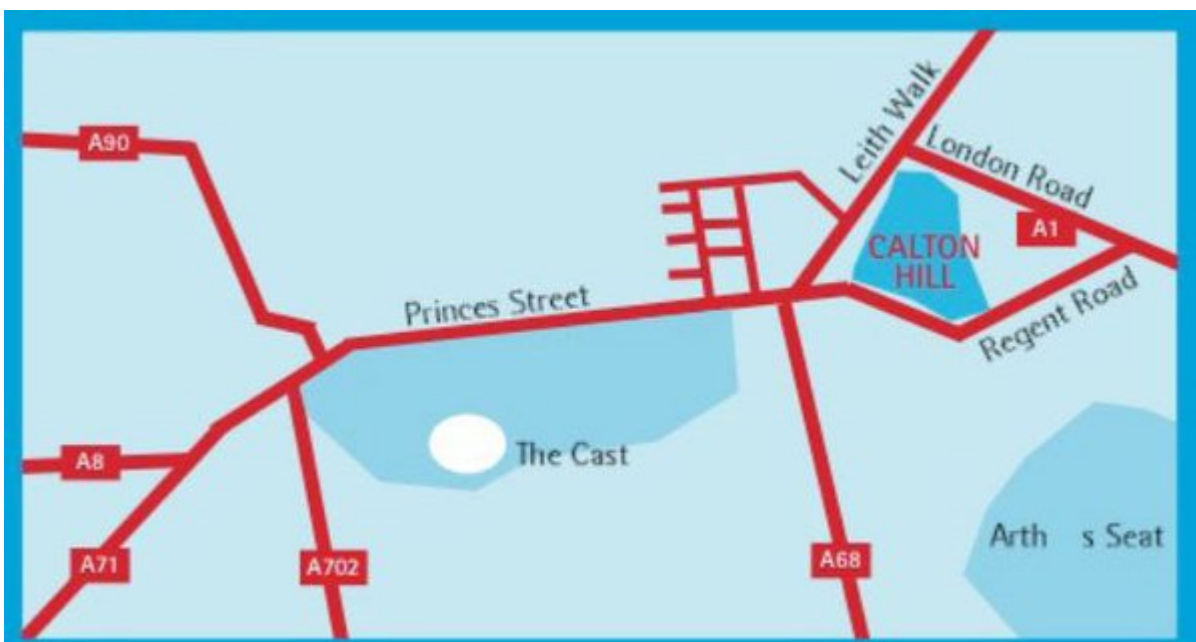 A90
Leith Walk
London Road
A1
CALTON
HILL
Princes Street
Regent Road
The Cast
A8
Arth s Seat
A71
A702
A68